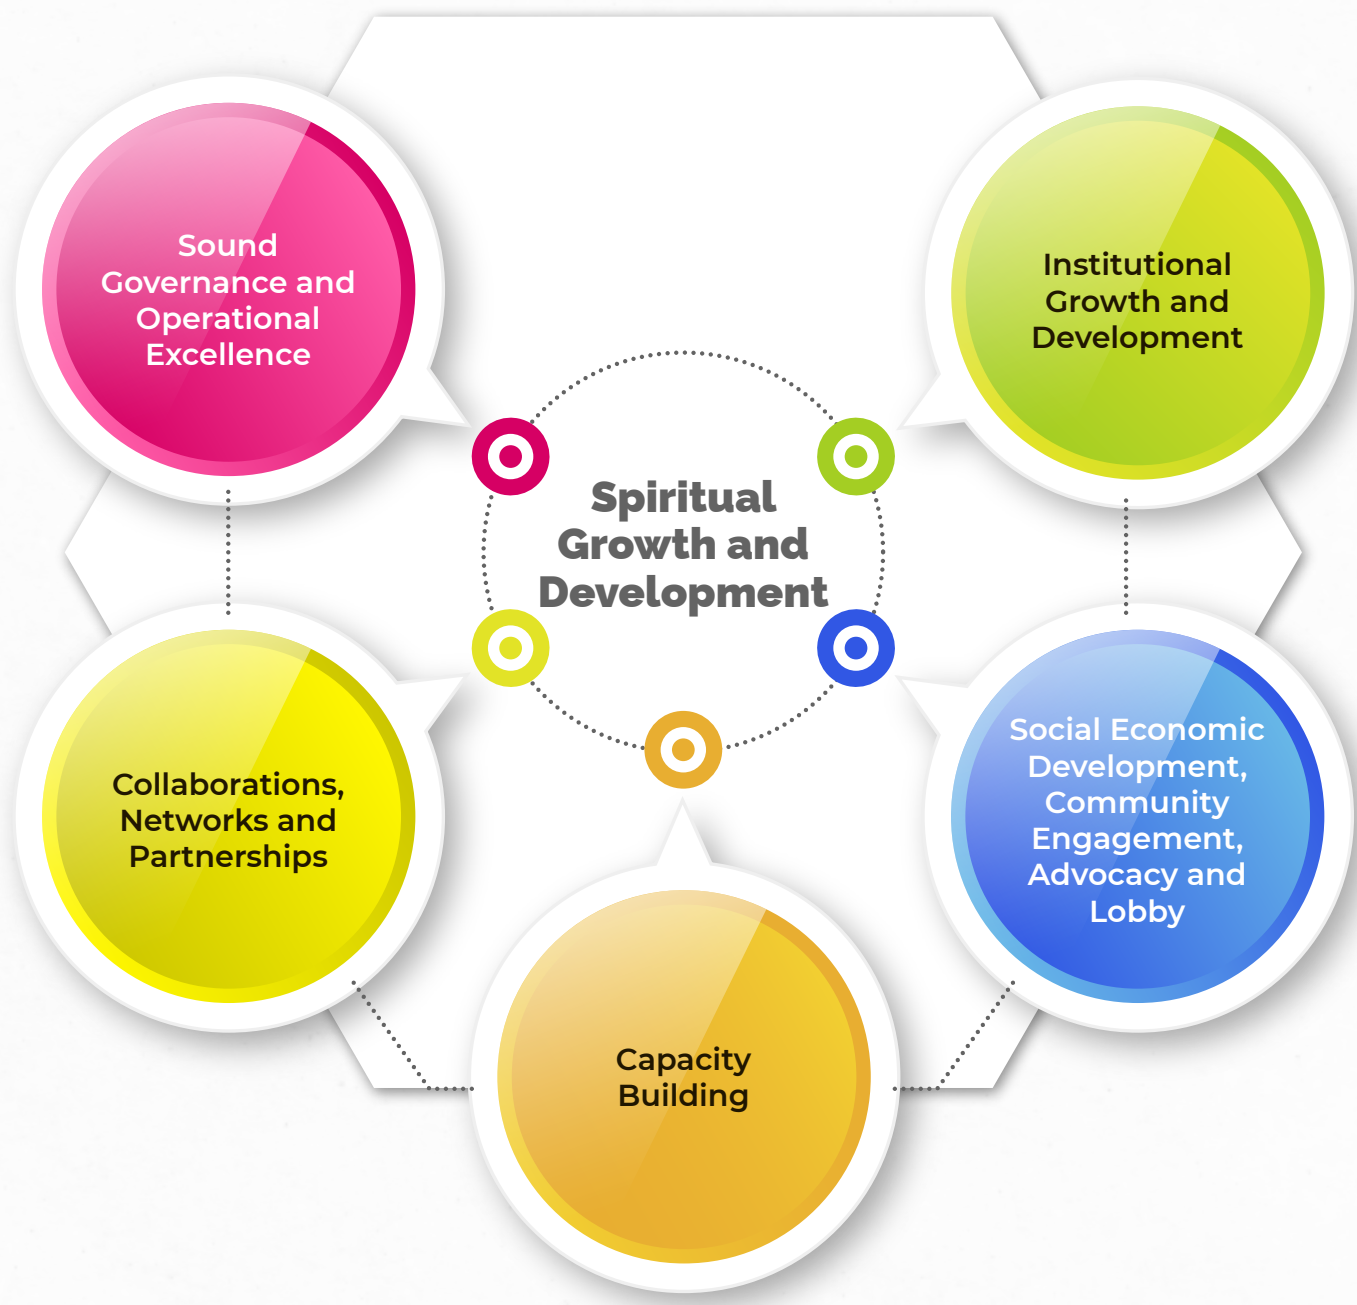 Sound
Governance and
Operational
Excellence
Institutional
Growth and
Development
Spiritual
Growth and
Development
Collaborations,
Networks and
Partnerships
Social Economic
Development,
Community
Engagement,
Advocacy and
Lobby
Capacity
Building